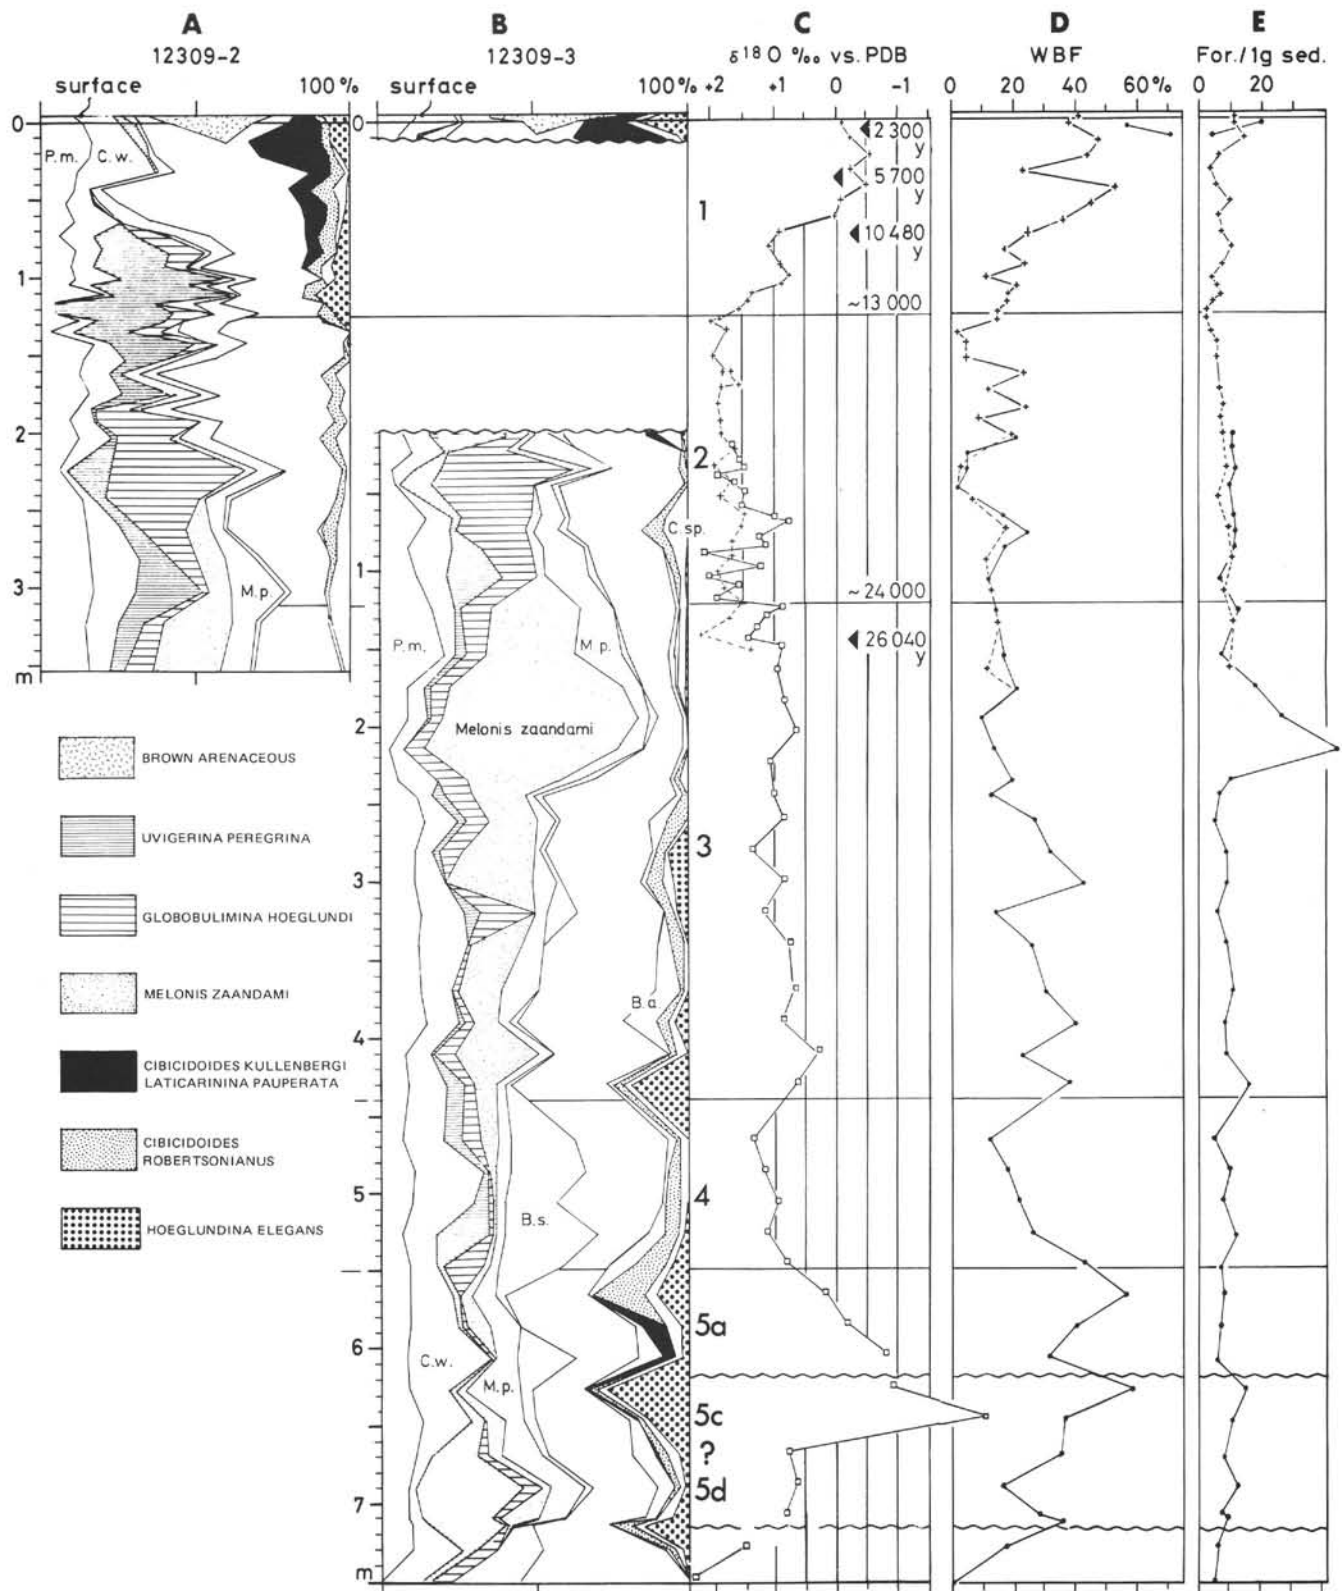 A
B
C
D
E
12309-2
12309-3
δ¹⁸O ‰ vs. PDB
WBF
For./1g sed.
surface
100%
surface
100%
+2
+1
0
-1
0
20
40
60%
0
20
0
P.m.
C.w.
1
2
3
m
M.p.
0
1
2
3
4
5
6
7
m
C.sp.
P.m.
M.p.
Melonis zaandami
B.a
B.s.
C.w.
M.p.
1
2
3
4
5a
5c
?
5d
2 300
y
5 700
y
10 480
y
~13 000
~24 000
26 040
y
BROWN ARENACEOUS
UVIGERINA PEREGRINA
GLOBOBULIMINA HOEGLUNDI
MELONIS ZAANDAMI
CIBICIDOIDES KULLENBERGI
LATICARININA PAUPERATA
CIBICIDOIDES
ROBERTSONIANUS
HOEGLUNDINA ELEGANS